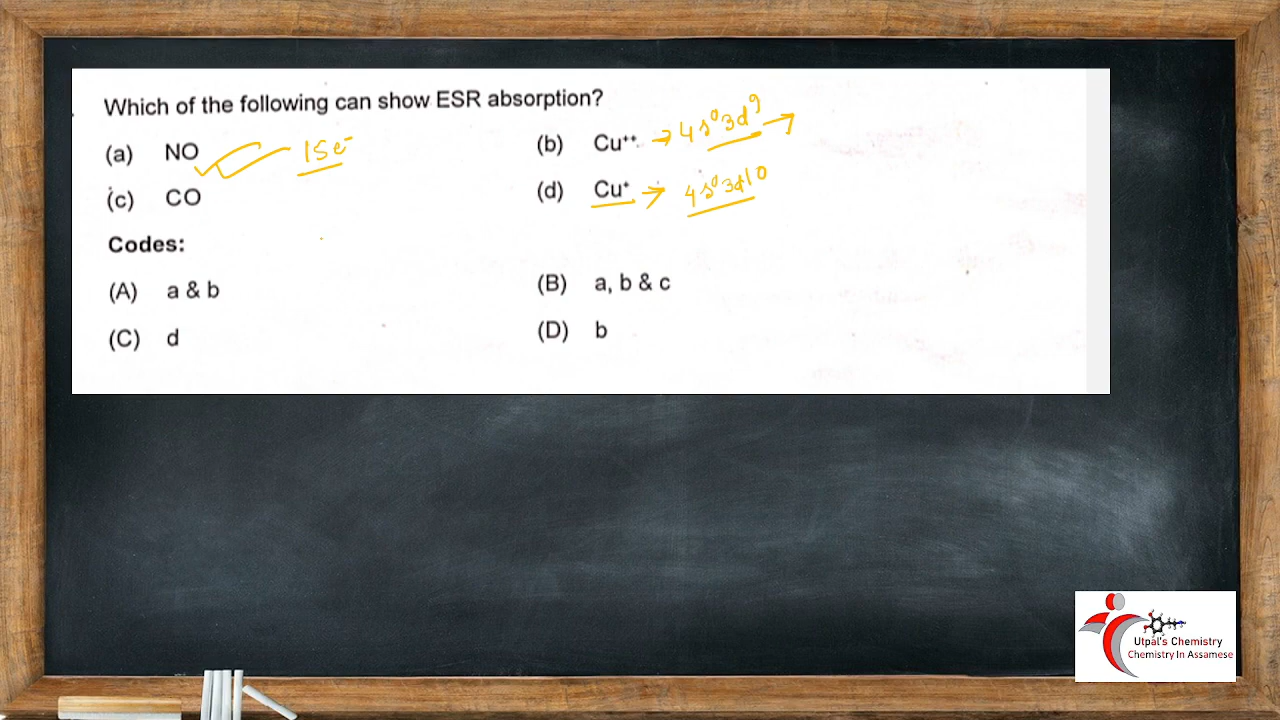 Which of the following can show ESR absorption?
(a) NO 15e⁻ (b) Cu⁺⁺ → 4s⁰3d⁹ →
(c) CO (d) Cu⁺ → 4s⁰3d10
Codes:
(A) a & b (B) a, b & c
(C) d (D) b
Utpal's Chemistry
Chemistry In Assamese